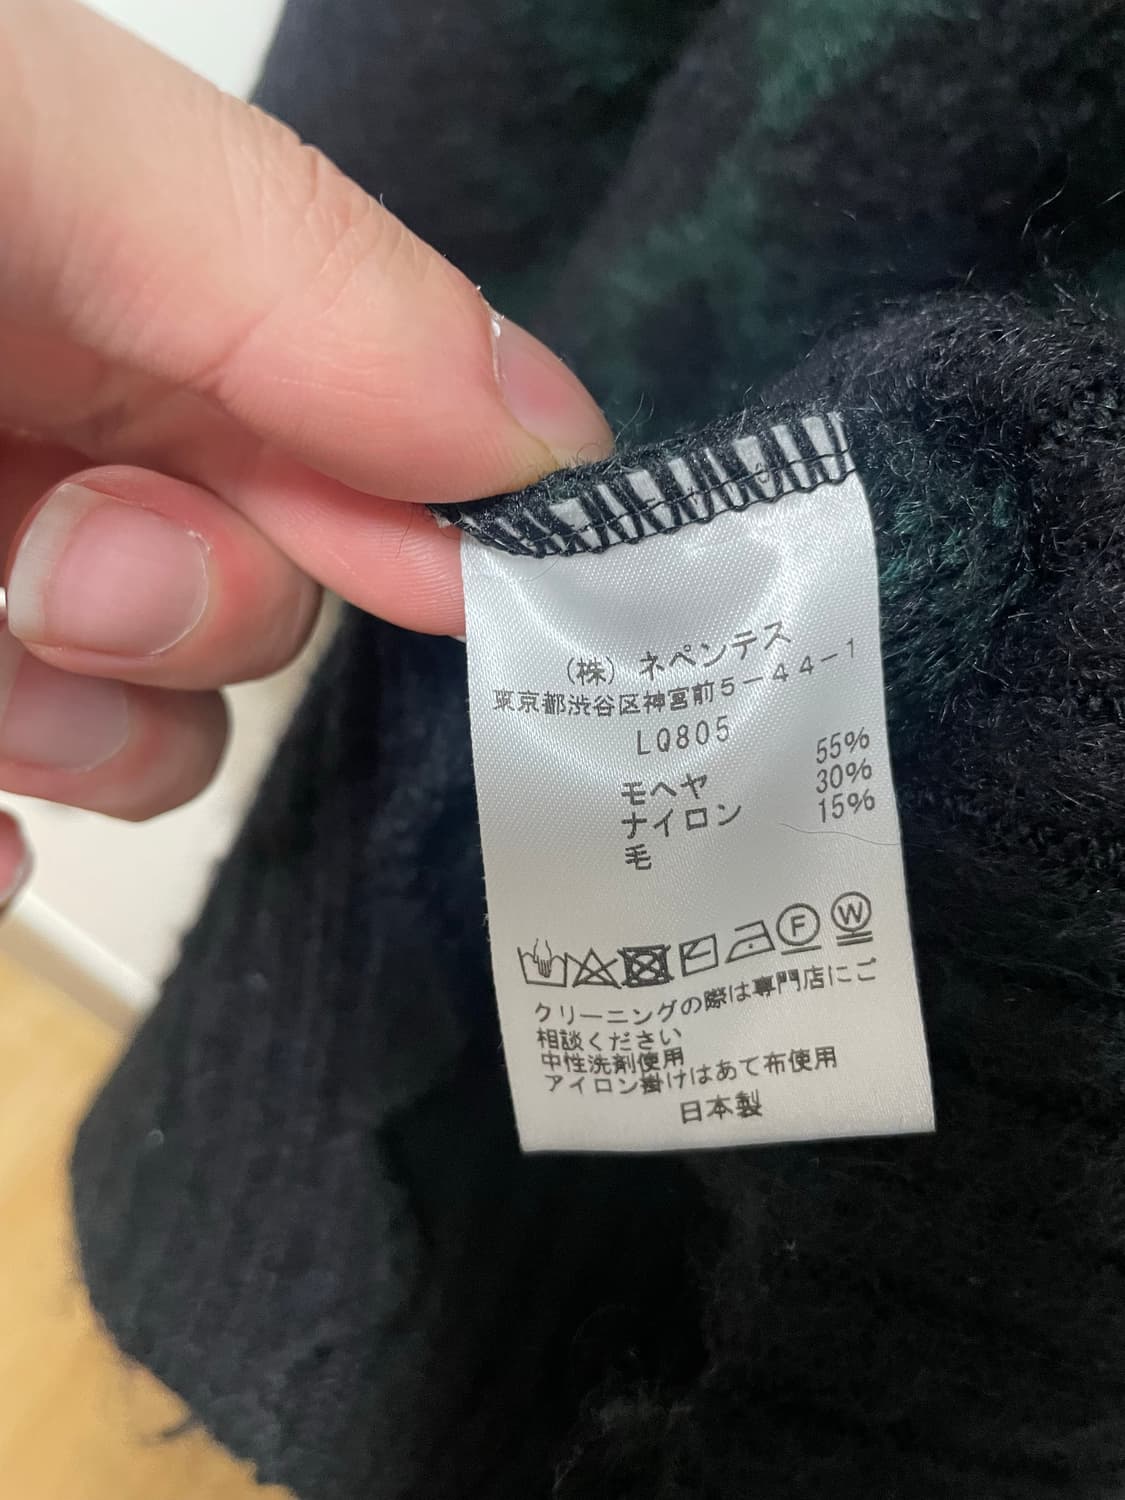 (株) ネペンテス
東京都渋谷区神宮前5-44-1
LQ805
モヘヤ 55%
ナイロン 30%
毛 15%
F W
クリーニングの際は専門店にご
相談ください
中性洗剤使用
アイロン掛けはあて布使用
日本製